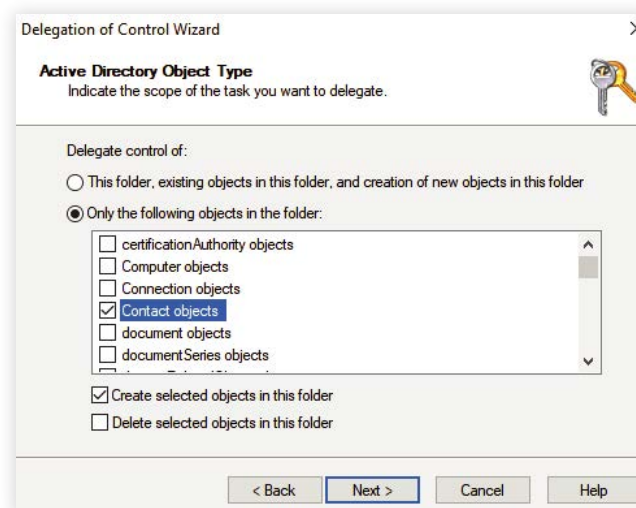 Delegation of Control Wizard
Active Directory Object Type
Indicate the scope of the task you want to delegate.
Delegate control of:
This folder, existing objects in this folder, and creation of new objects in this folder
Only the following objects in the folder:
certificationAuthority objects
Computer objects
Connection objects
Contact objects
document objects
documentSeries objects
Create selected objects in this folder
Delete selected objects in this folder
< Back Next > Cancel Help